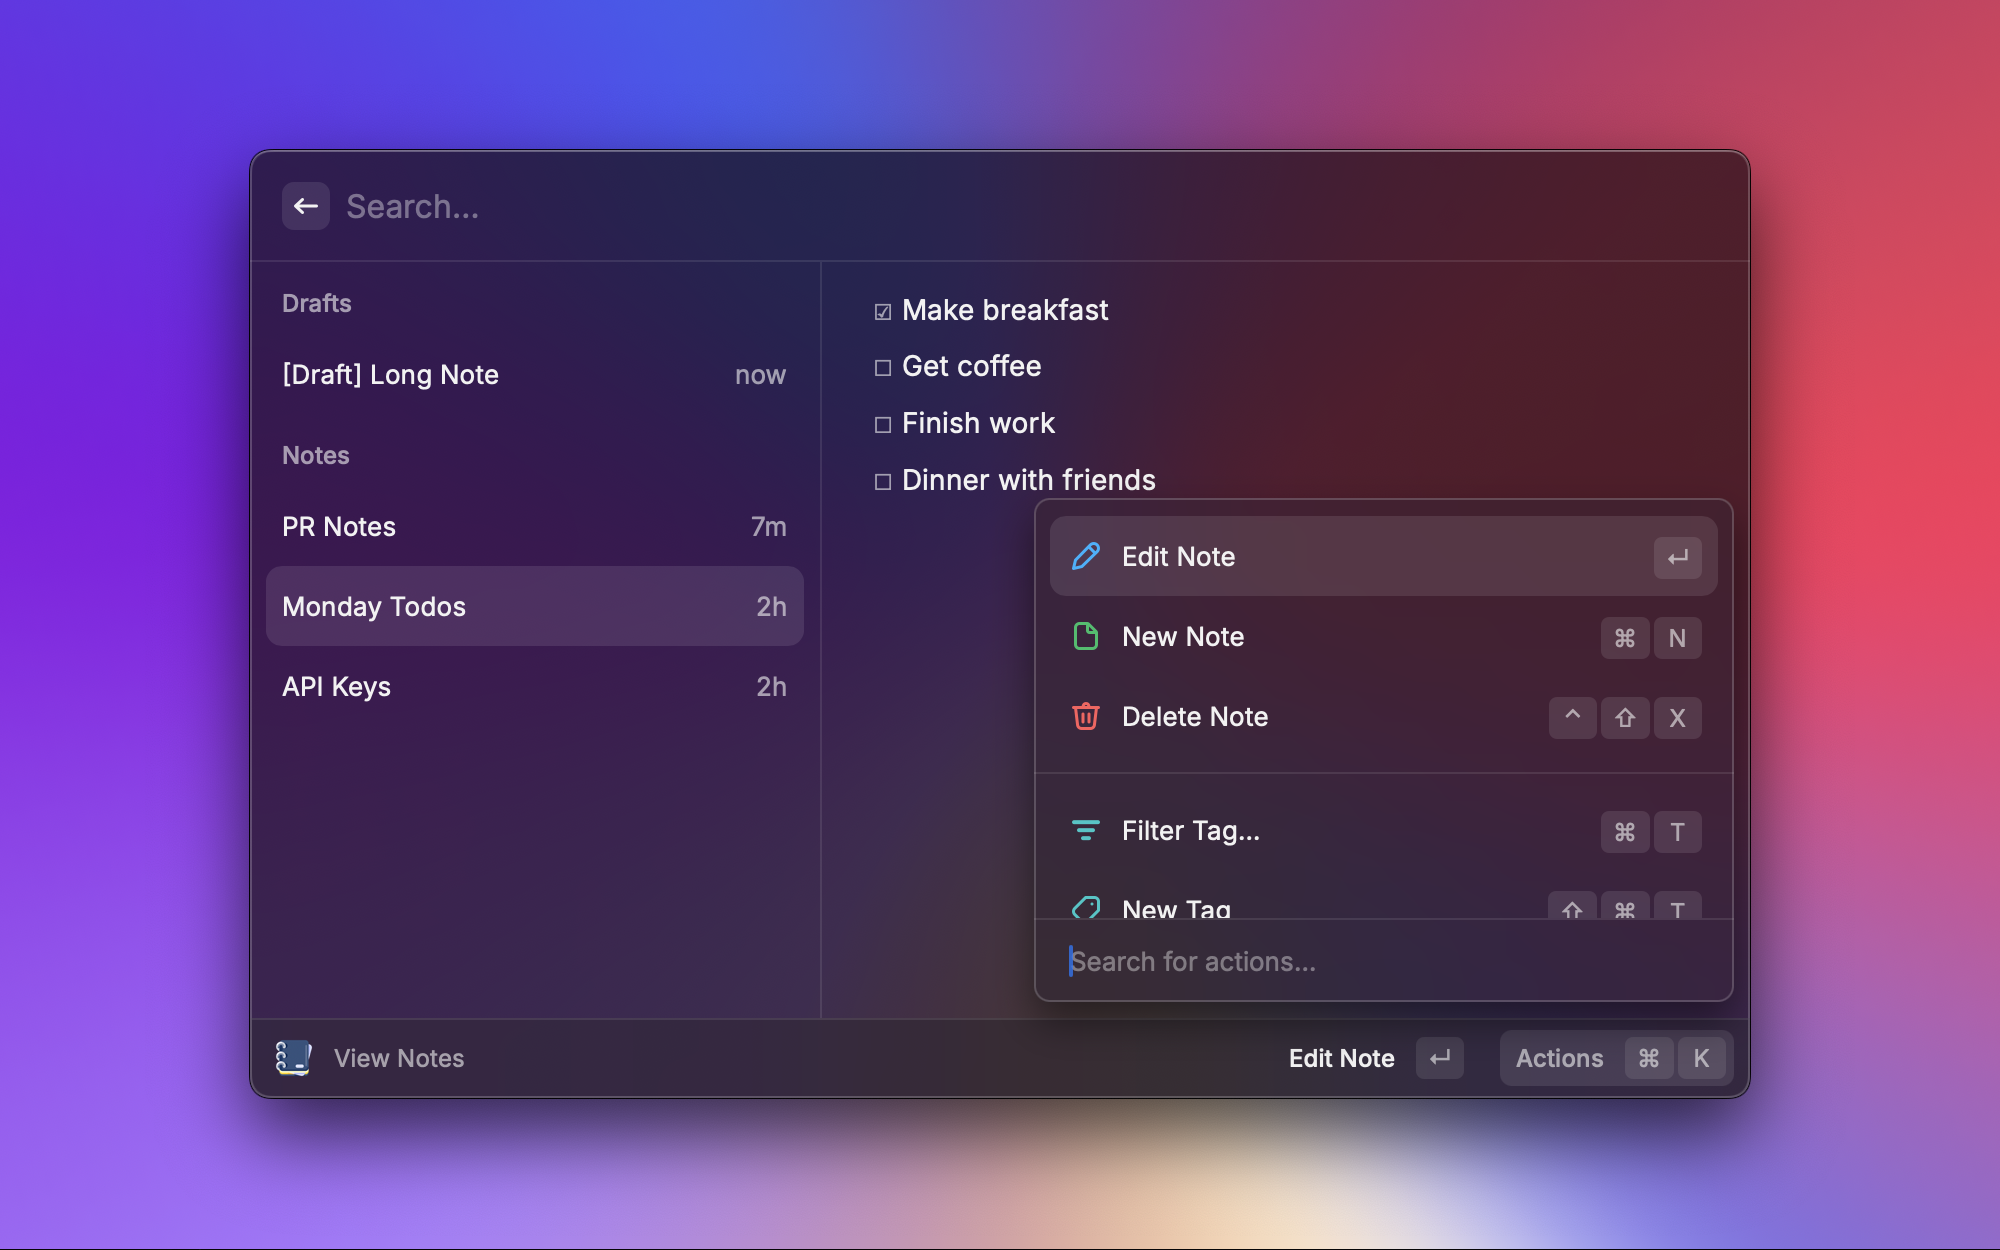 Search...
Drafts
[Draft] Long Note now
Notes
PR Notes 7m
Monday Todos 2h
API Keys 2h
☑ Make breakfast
☐ Get coffee
☐ Finish work
☐ Dinner with friends
Edit Note ↵
New Note ⌘ N
Delete Note ^ ⇧ X
Filter Tag... ⌘ T
New Tag ⇧ ⌘ T
Search for actions...
View Notes
Edit Note ↵
Actions ⌘ K